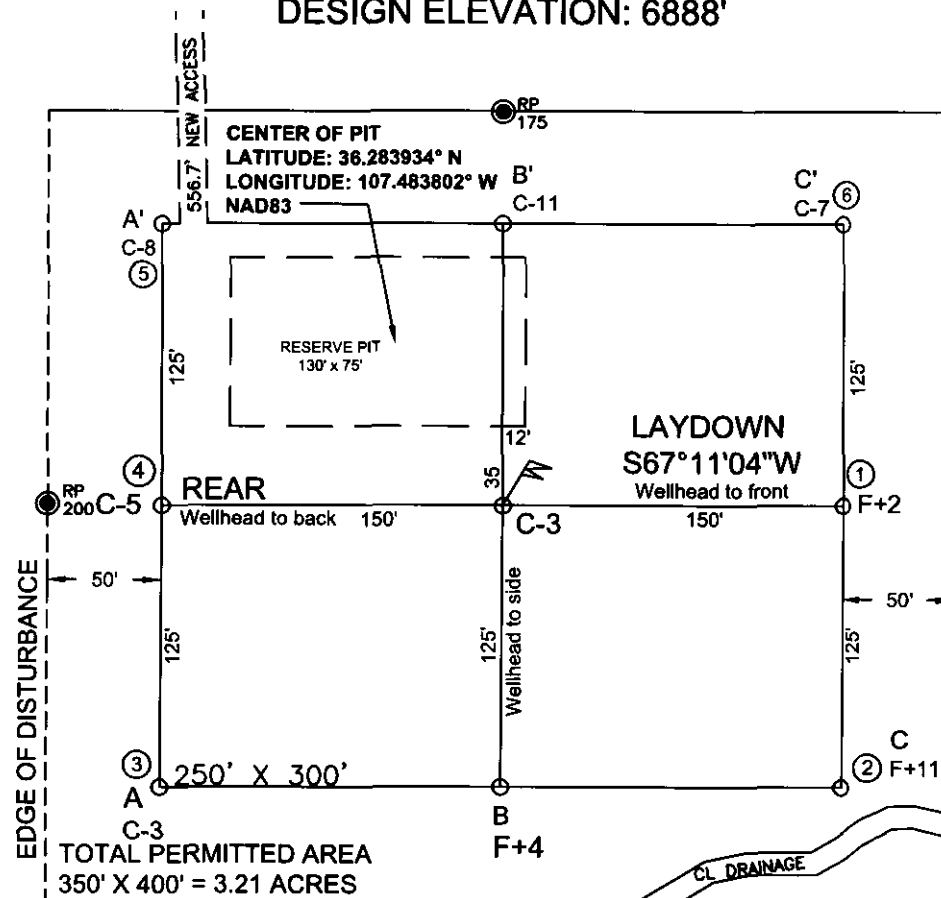 DESIGN ELEVATION: 6888'
556.7' NEW ACCESS
RP
175
CENTER OF PIT
LATITUDE: 36.283934° N
LONGITUDE: 107.483802° W
NAD83
B'
C-11
C'
6
C-7
A'
C-8
5
RESERVE PIT
130' x 75'
125'
125'
12'
35
LAYDOWN
S67°11'04"W
Wellhead to front
150'
4
REAR
RP
200
C-5
Wellhead to back
150'
C-3
1
F+2
50'
50'
EDGE OF DISTURBANCE
125'
125'
Wellhead to side
125'
3
250' X 300'
A
C-3
B
F+4
C
2
F+11
TOTAL PERMITTED AREA
350' X 400' = 3.21 ACRES
CL DRAINAGE